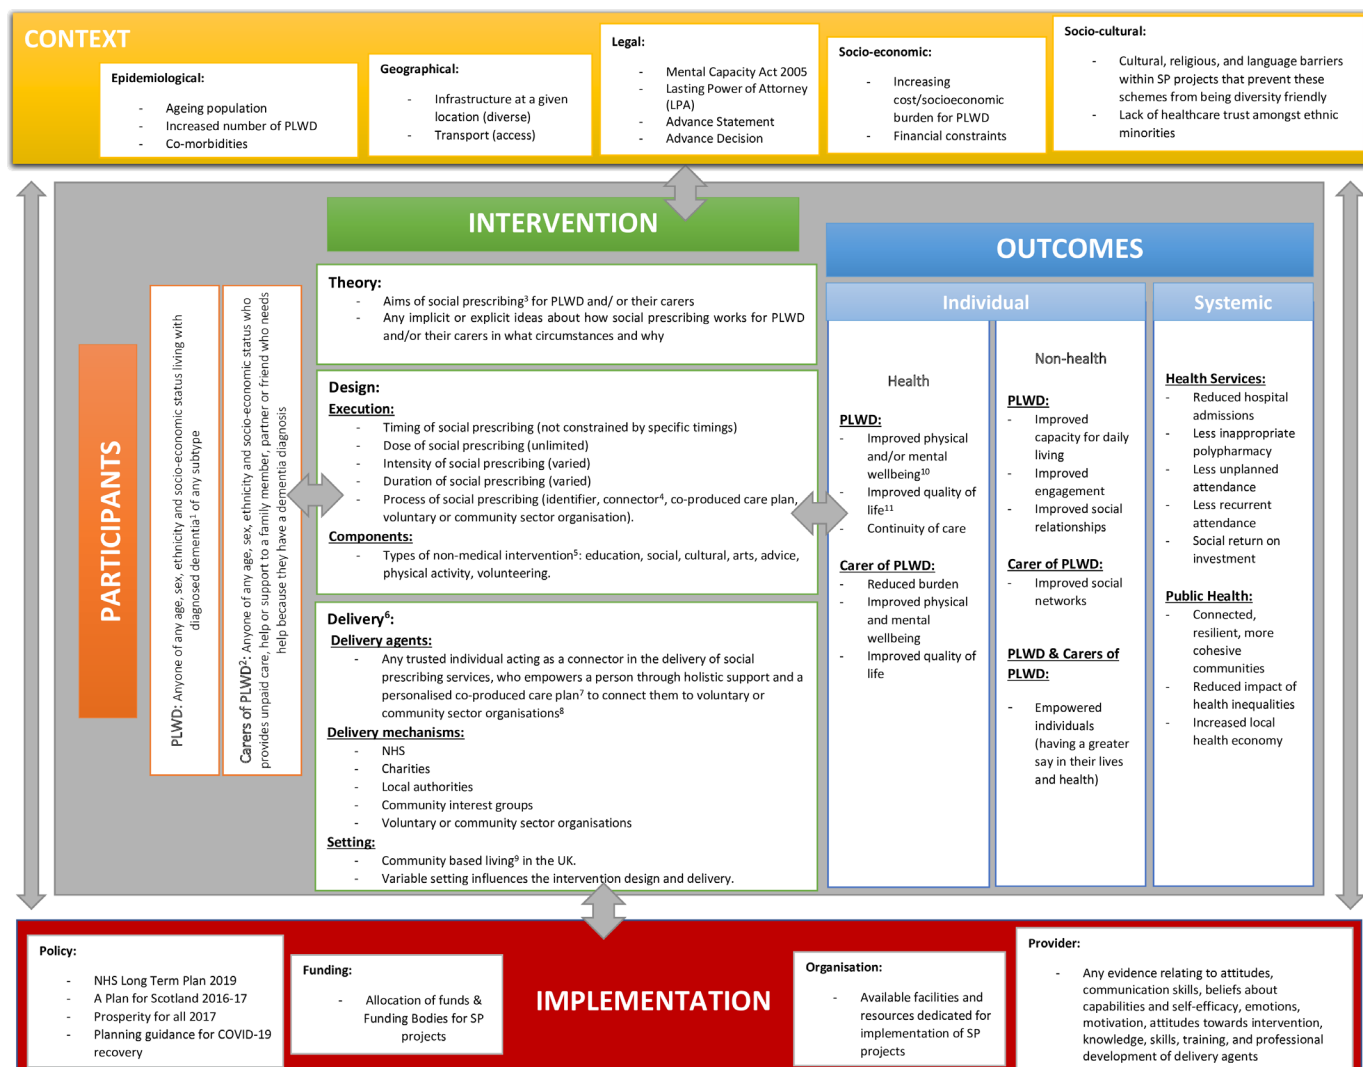 CONTEXT
Epidemiological:
- Ageing population
- Increased number of PLWD
- Co-morbidities
Geographical:
- Infrastructure at a given
location (diverse)
- Transport (access)
Legal:
- Mental Capacity Act 2005
- Lasting Power of Attorney
(LPA)
- Advance Statement
- Advance Decision
Socio-economic:
- Increasing
cost/socioeconomic
burden for PLWD
- Financial constraints
Socio-cultural:
- Cultural, religious, and language barriers
within SP projects that prevent these
schemes from being diversity friendly
- Lack of healthcare trust amongst ethnic
minorities
PARTICIPANTS
PLWD: Anyone of any age, sex, ethnicity and socio-economic status living with
diagnosed dementia¹ of any subtype
Carers of PLWD²: Anyone of any age, sex, ethnicity and socio-economic status who
provides unpaid care, help or support to a family member, partner or friend who needs
help because they have a dementia diagnosis
INTERVENTION
Theory:
- Aims of social prescribing³ for PLWD and/ or their carers
- Any implicit or explicit ideas about how social prescribing works for PLWD
and/or their carers in what circumstances and why
Design:
Execution:
- Timing of social prescribing (not constrained by specific timings)
- Dose of social prescribing (unlimited)
- Intensity of social prescribing (varied)
- Duration of social prescribing (varied)
- Process of social prescribing (identifier, connector⁴, co-produced care plan,
voluntary or community sector organisation).
Components:
- Types of non-medical intervention⁵: education, social, cultural, arts, advice,
physical activity, volunteering.
Delivery⁶:
Delivery agents:
- Any trusted individual acting as a connector in the delivery of social
prescribing services, who empowers a person through holistic support and a
personalised co-produced care plan⁷ to connect them to voluntary or
community sector organisations⁸
Delivery mechanisms:
- NHS
- Charities
- Local authorities
- Community interest groups
- Voluntary or community sector organisations
Setting:
- Community based living⁹ in the UK.
- Variable setting influences the intervention design and delivery.
OUTCOMES
Individual
Health
PLWD:
- Improved physical
and/or mental
wellbeing¹⁰
- Improved quality of
life¹¹
- Continuity of care
Carer of PLWD:
- Reduced burden
- Improved physical
and mental
wellbeing
- Improved quality of
life
Non-health
PLWD:
- Improved
capacity for daily
living
- Improved
engagement
- Improved social
relationships
Carer of PLWD:
- Improved social
networks
PLWD & Carers of
PLWD:
- Empowered
individuals
(having a greater
say in their lives
and health)
Systemic
Health Services:
- Reduced hospital
admissions
- Less inappropriate
polypharmacy
- Less unplanned
attendance
- Less recurrent
attendance
- Social return on
investment
Public Health:
- Connected,
resilient, more
cohesive
communities
- Reduced impact of
health inequalities
- Increased local
health economy
IMPLEMENTATION
Policy:
- NHS Long Term Plan 2019
- A Plan for Scotland 2016-17
- Prosperity for all 2017
- Planning guidance for COVID-19
recovery
Funding:
- Allocation of funds &
Funding Bodies for SP
projects
Organisation:
- Available facilities and
resources dedicated for
implementation of SP
projects
Provider:
- Any evidence relating to attitudes,
communication skills, beliefs about
capabilities and self-efficacy, emotions,
motivation, attitudes towards intervention,
knowledge, skills, training, and professional
development of delivery agents